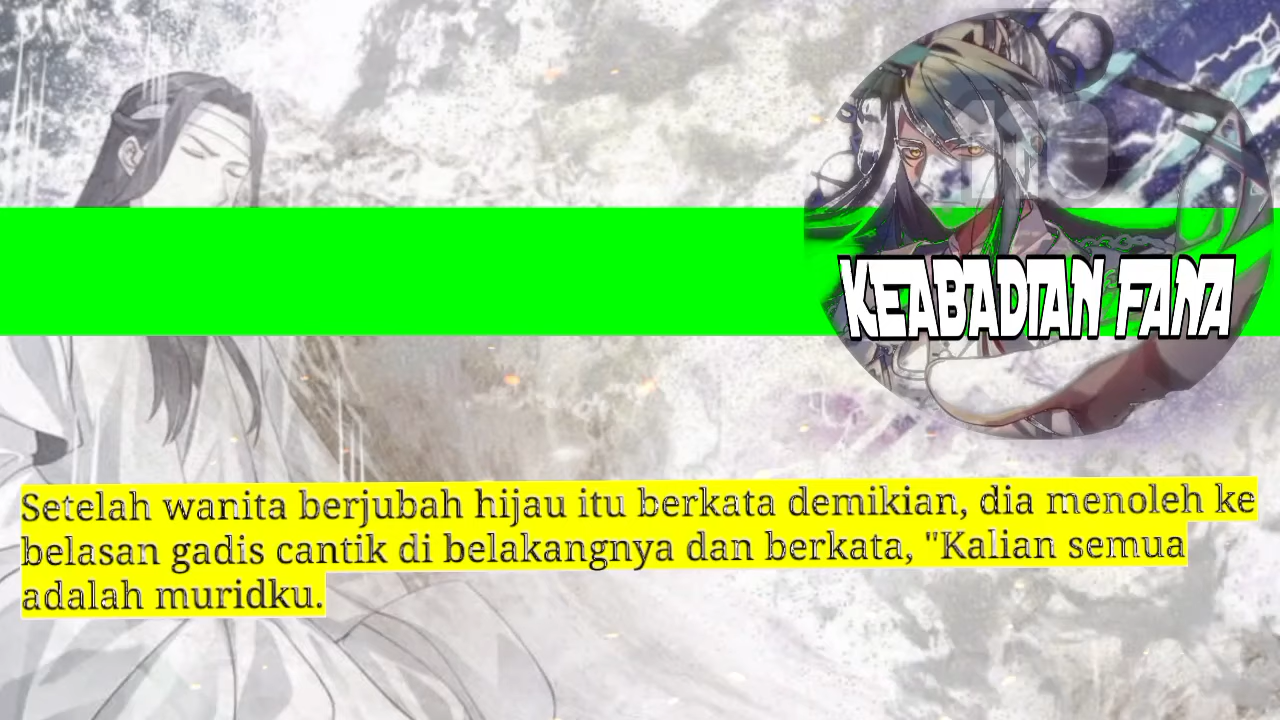 KEABADIAN FANA
Setelah wanita berjubah hijau itu berkata demikian, dia menoleh ke
belasan gadis cantik di belakangnya dan berkata, "Kalian semua
adalah muridku.